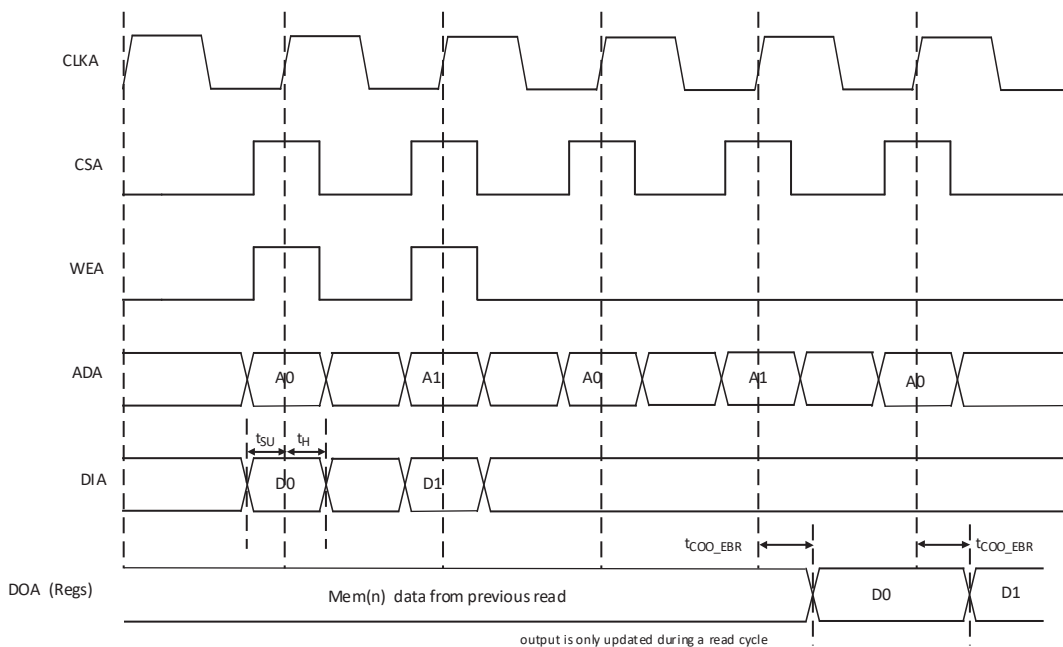 CLKA
CSA
WEA
ADA
A0
A1
A0
A1
A0
tSU
tH
DIA
D0
D1
tCOO_EBR
tCOO_EBR
DOA (Regs)
Mem(n) data from previous read
D0
D1
output is only updated during a read cycle